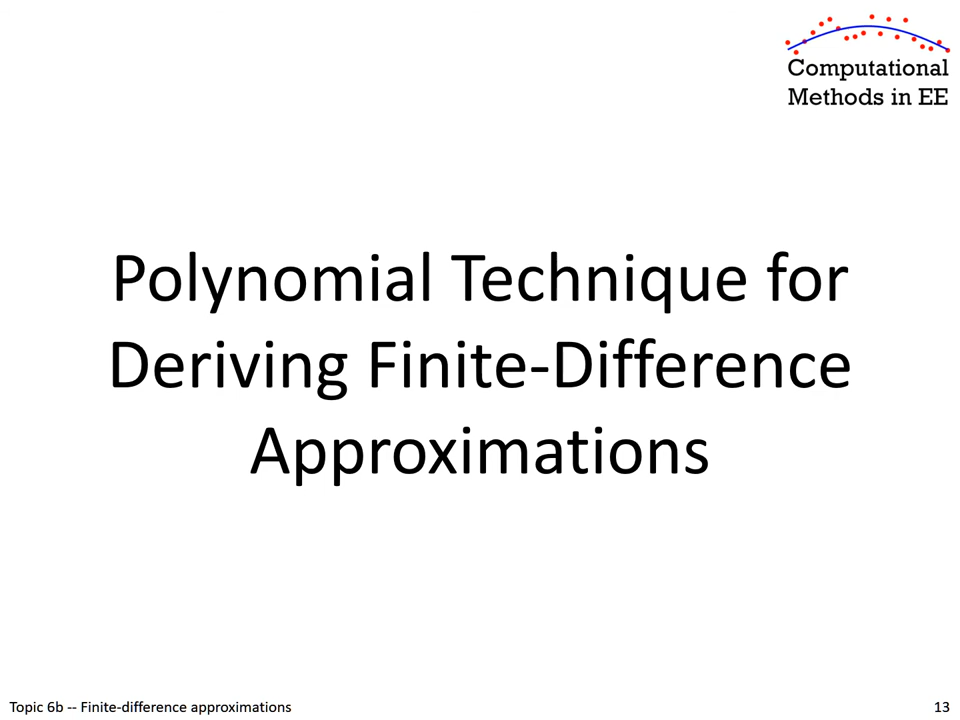 Computational
Methods in EE
Polynomial Technique for
Deriving Finite-Difference
Approximations
Topic 6b -- Finite-difference approximations
13